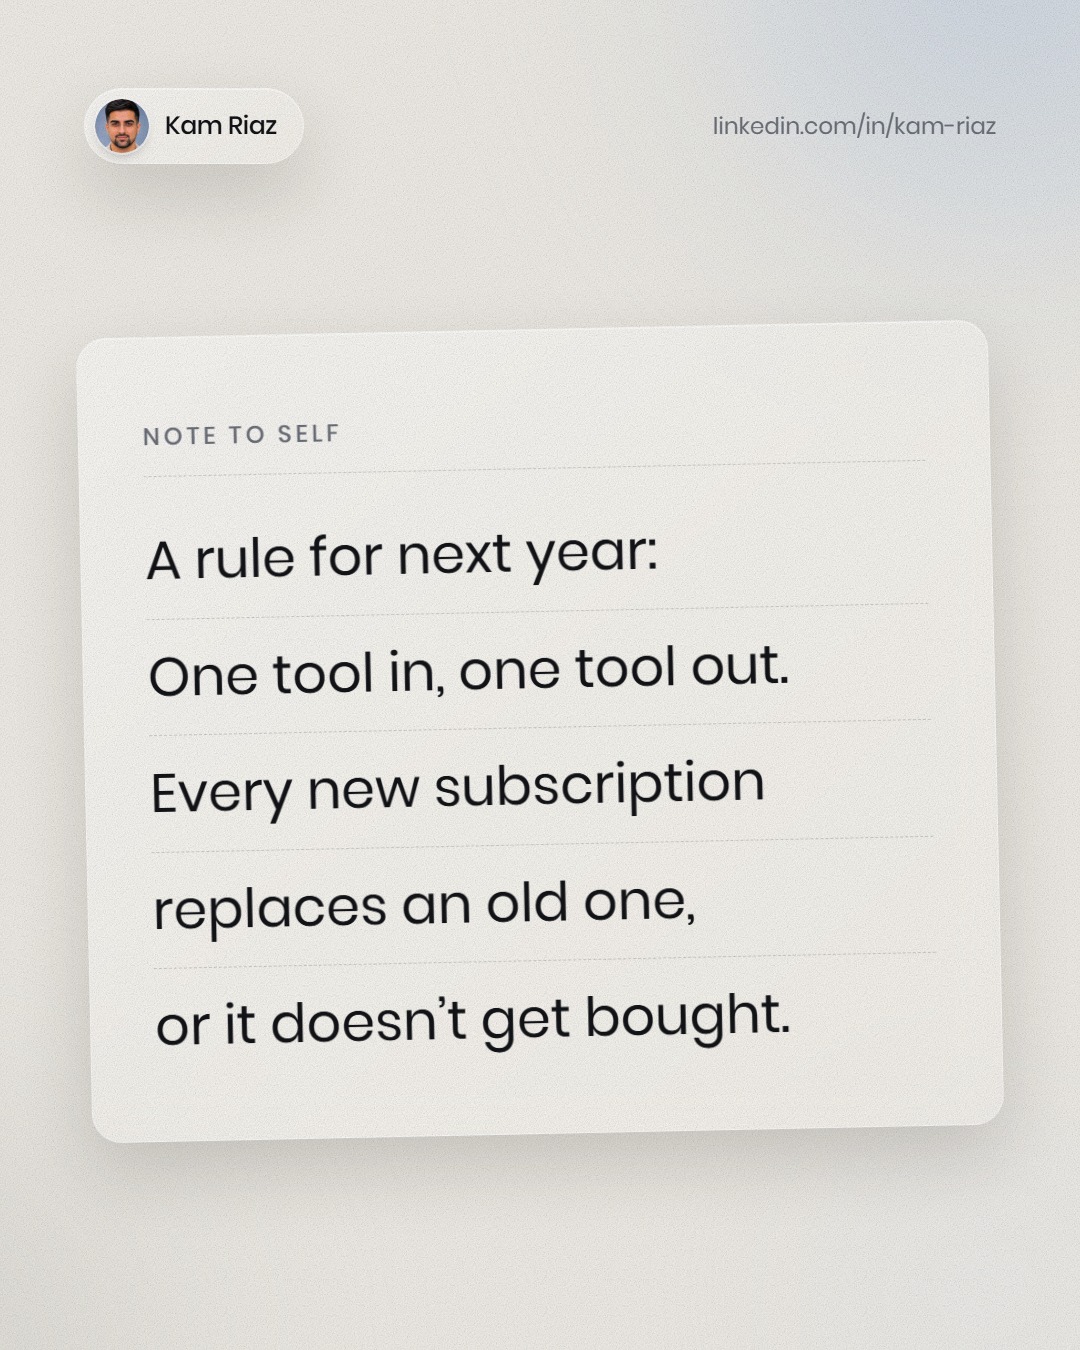 Kam Riaz
linkedin.com/in/kam-riaz
NOTE TO SELF
A rule for next year:
One tool in, one tool out.
Every new subscription
replaces an old one,
or it doesn’t get bought.